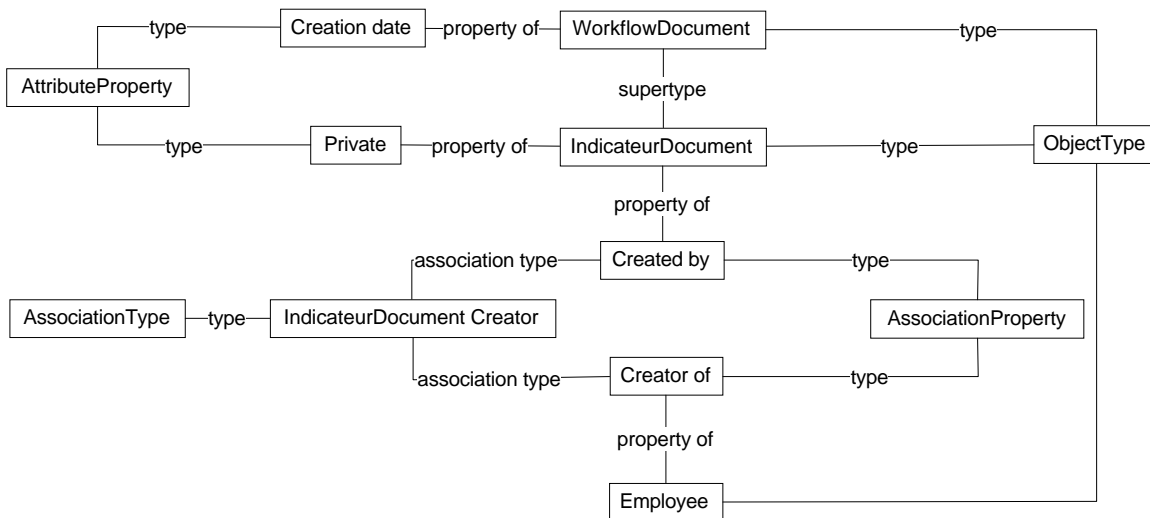 type
Creation date
property of
WorkflowDocument
type
AttributeProperty
supertype
type
Private
property of
IndicateurDocument
type
ObjectType
property of
association type
Created by
type
AssociationType
type
IndicateurDocument Creator
AssociationProperty
association type
Creator of
type
property of
Employee